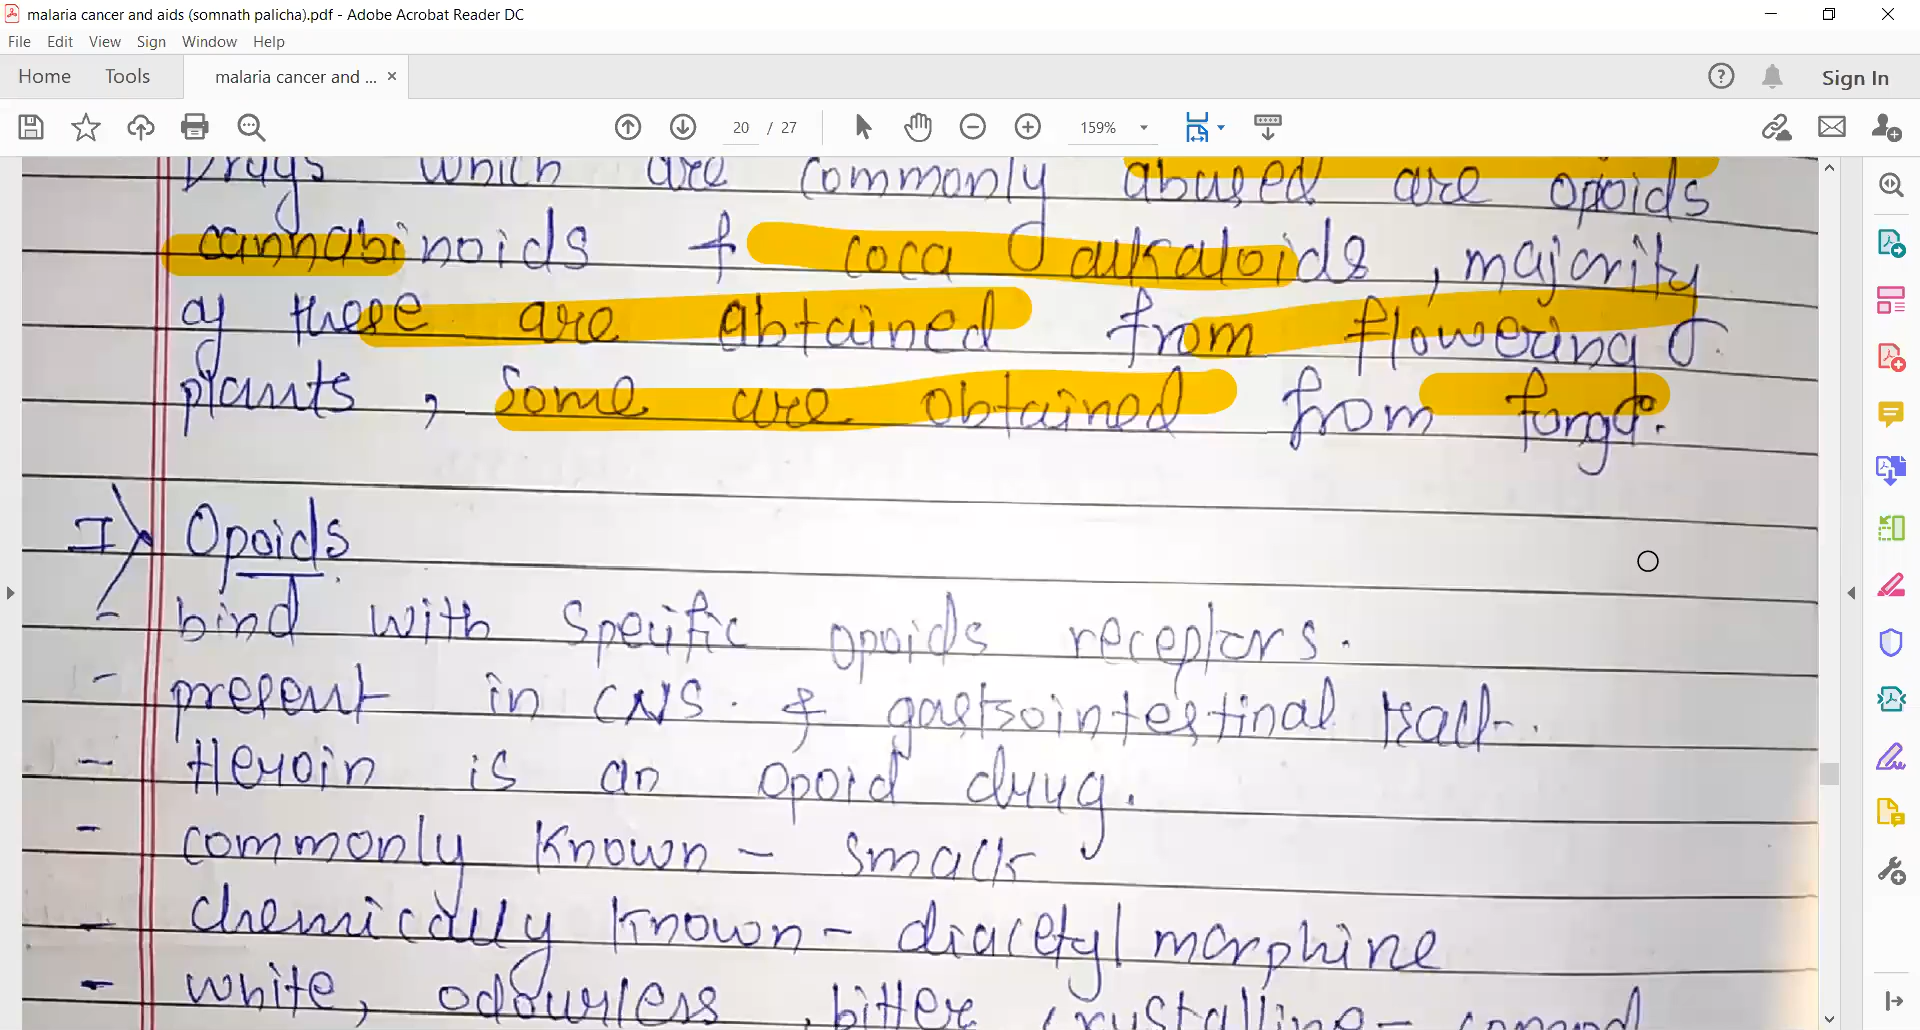 malaria cancer and aids (somnath palicha).pdf - Adobe Acrobat Reader DC
File Edit View Sign Window Help
Home Tools malaria cancer and ... × Sign In
20 / 27 159%
Drugs which are commonly abused are opoids
cannabinoids & coca alkaloids, majority
of these are obtained from flowering
plants, some are obtained from fungi.
I) Opoids
- bind with specific opoids receptors.
- present in CNS. & gastrointestinal tract.
- Heroin is an opoid drug.
- commonly known - smack
- chemically known - diacetyl morphine
- white, odourless, bitter crystalline -